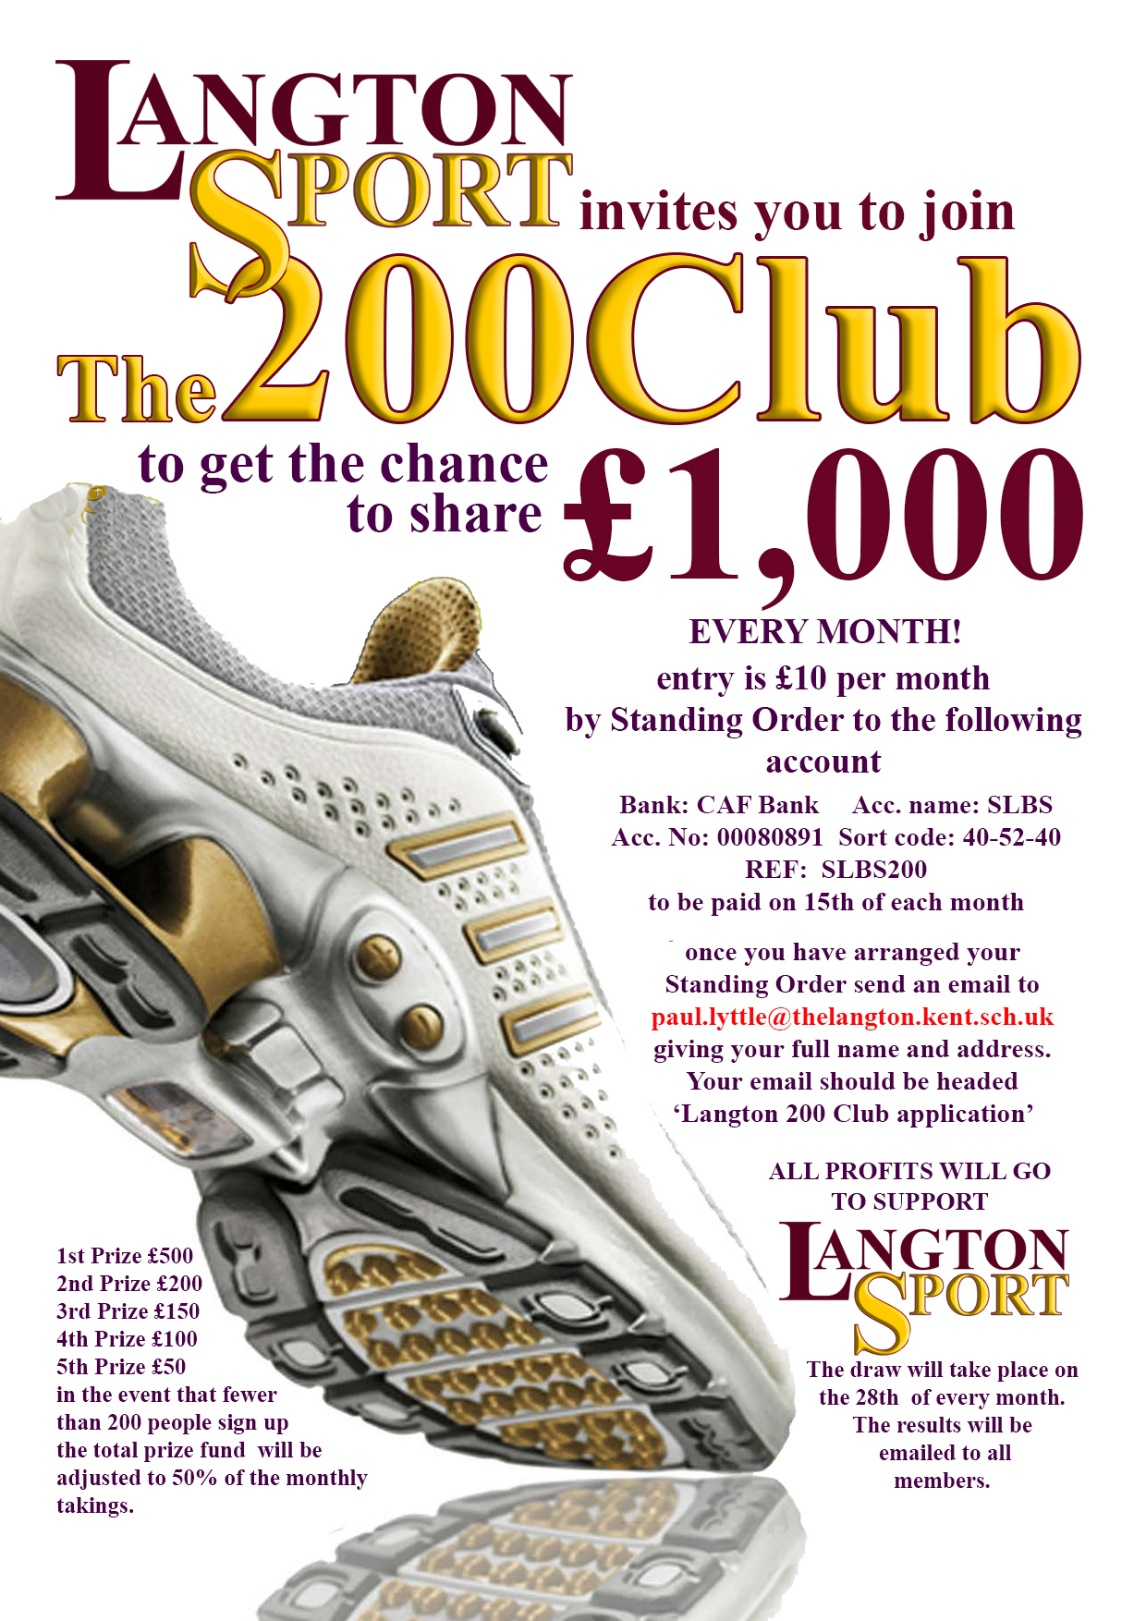 LANGTON
SPORT invites you to join
The 200Club
to get the chance
to share £1,000
EVERY MONTH!
entry is £10 per month
by Standing Order to the following
account
Bank: CAF Bank Acc. name: SLBS
Acc. No: 00080891 Sort code: 40-52-40
REF: SLBS200
to be paid on 15th of each month
once you have arranged your
Standing Order send an email to
paul.lyttle@thelangton.kent.sch.uk
giving your full name and address.
Your email should be headed
‘Langton 200 Club application’
ALL PROFITS WILL GO
TO SUPPORT
LANGTON
SPORT
The draw will take place on
the 28th of every month.
The results will be
emailed to all
members.
1st Prize £500
2nd Prize £200
3rd Prize £150
4th Prize £100
5th Prize £50
in the event that fewer
than 200 people sign up
the total prize fund will be
adjusted to 50% of the monthly
takings.